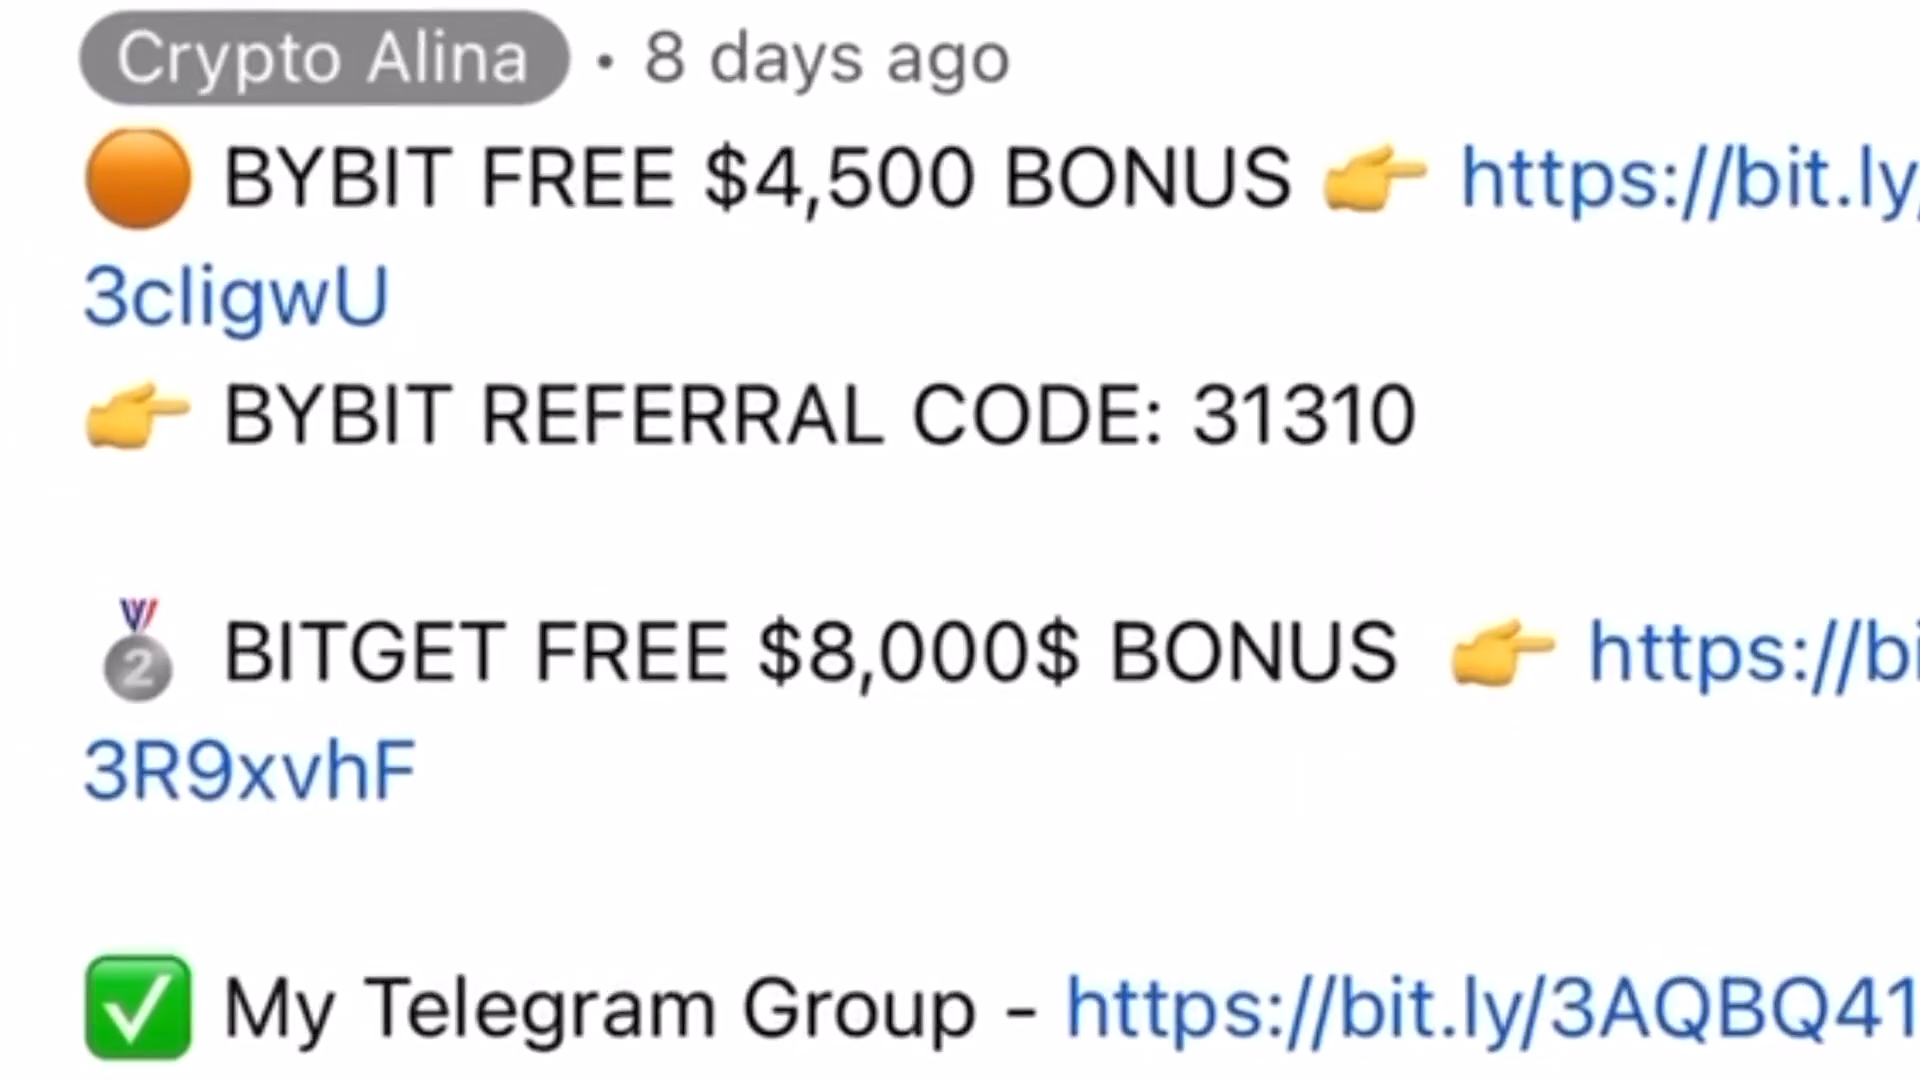 Crypto Alina • 8 days ago
🟠 BYBIT FREE $4,500 BONUS 👉 https://bit.ly/
3cIigwU
👉 BYBIT REFERRAL CODE: 31310
🥈 BITGET FREE $8,000$ BONUS 👉 https://bi
3R9xvhF
✅ My Telegram Group - https://bit.ly/3AQBQ41